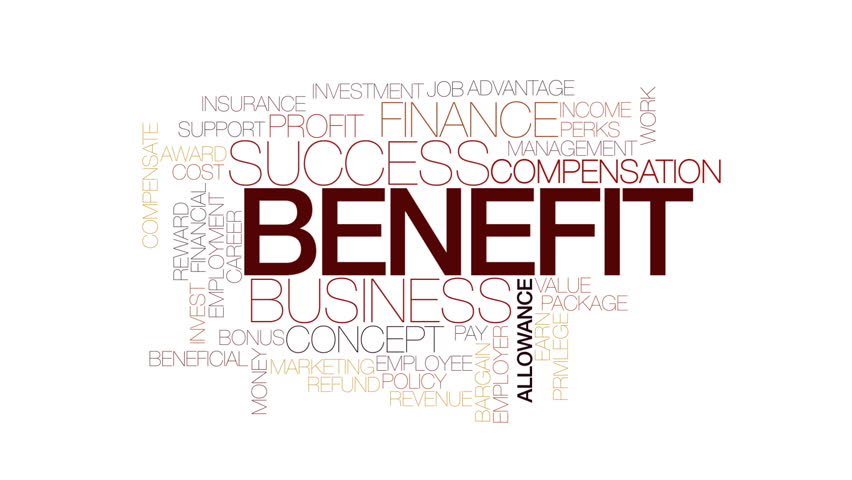 INVESTMENT
JOB
ADVANTAGE
INSURANCE
FINANCE
INCOME
WORK
SUPPORT
PROFIT
PERKS
COMPENSATE
AWARD
SUCCESS
MANAGEMENT
COST
COMPENSATION
REWARD
FINANCIAL
EMPLOYMENT
CAREER
BENEFIT
INVEST
BUSINESS
ALLOWANCE
VALUE
PACKAGE
BONUS
CONCEPT
PAY
EARN
PRIVILEGE
BENEFICIAL
MONEY
MARKETING
EMPLOYEE
BARGAIN
EMPLOYER
REFUND
POLICY
REVENUE